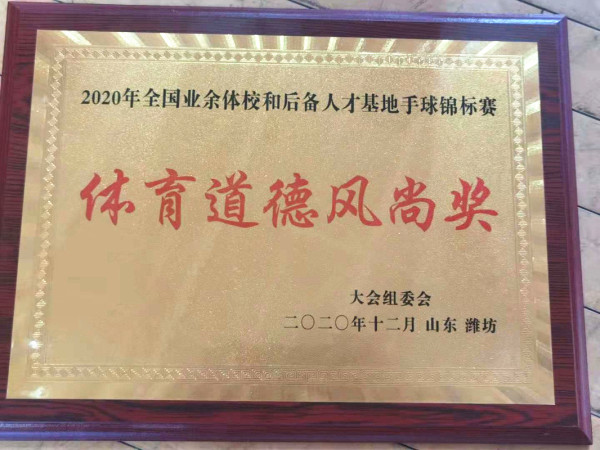 2020年全国业余体校和后备人才基地手球锦标赛
体育道德风尚奖
大会组委会
二〇二〇年十二月 山东 潍坊